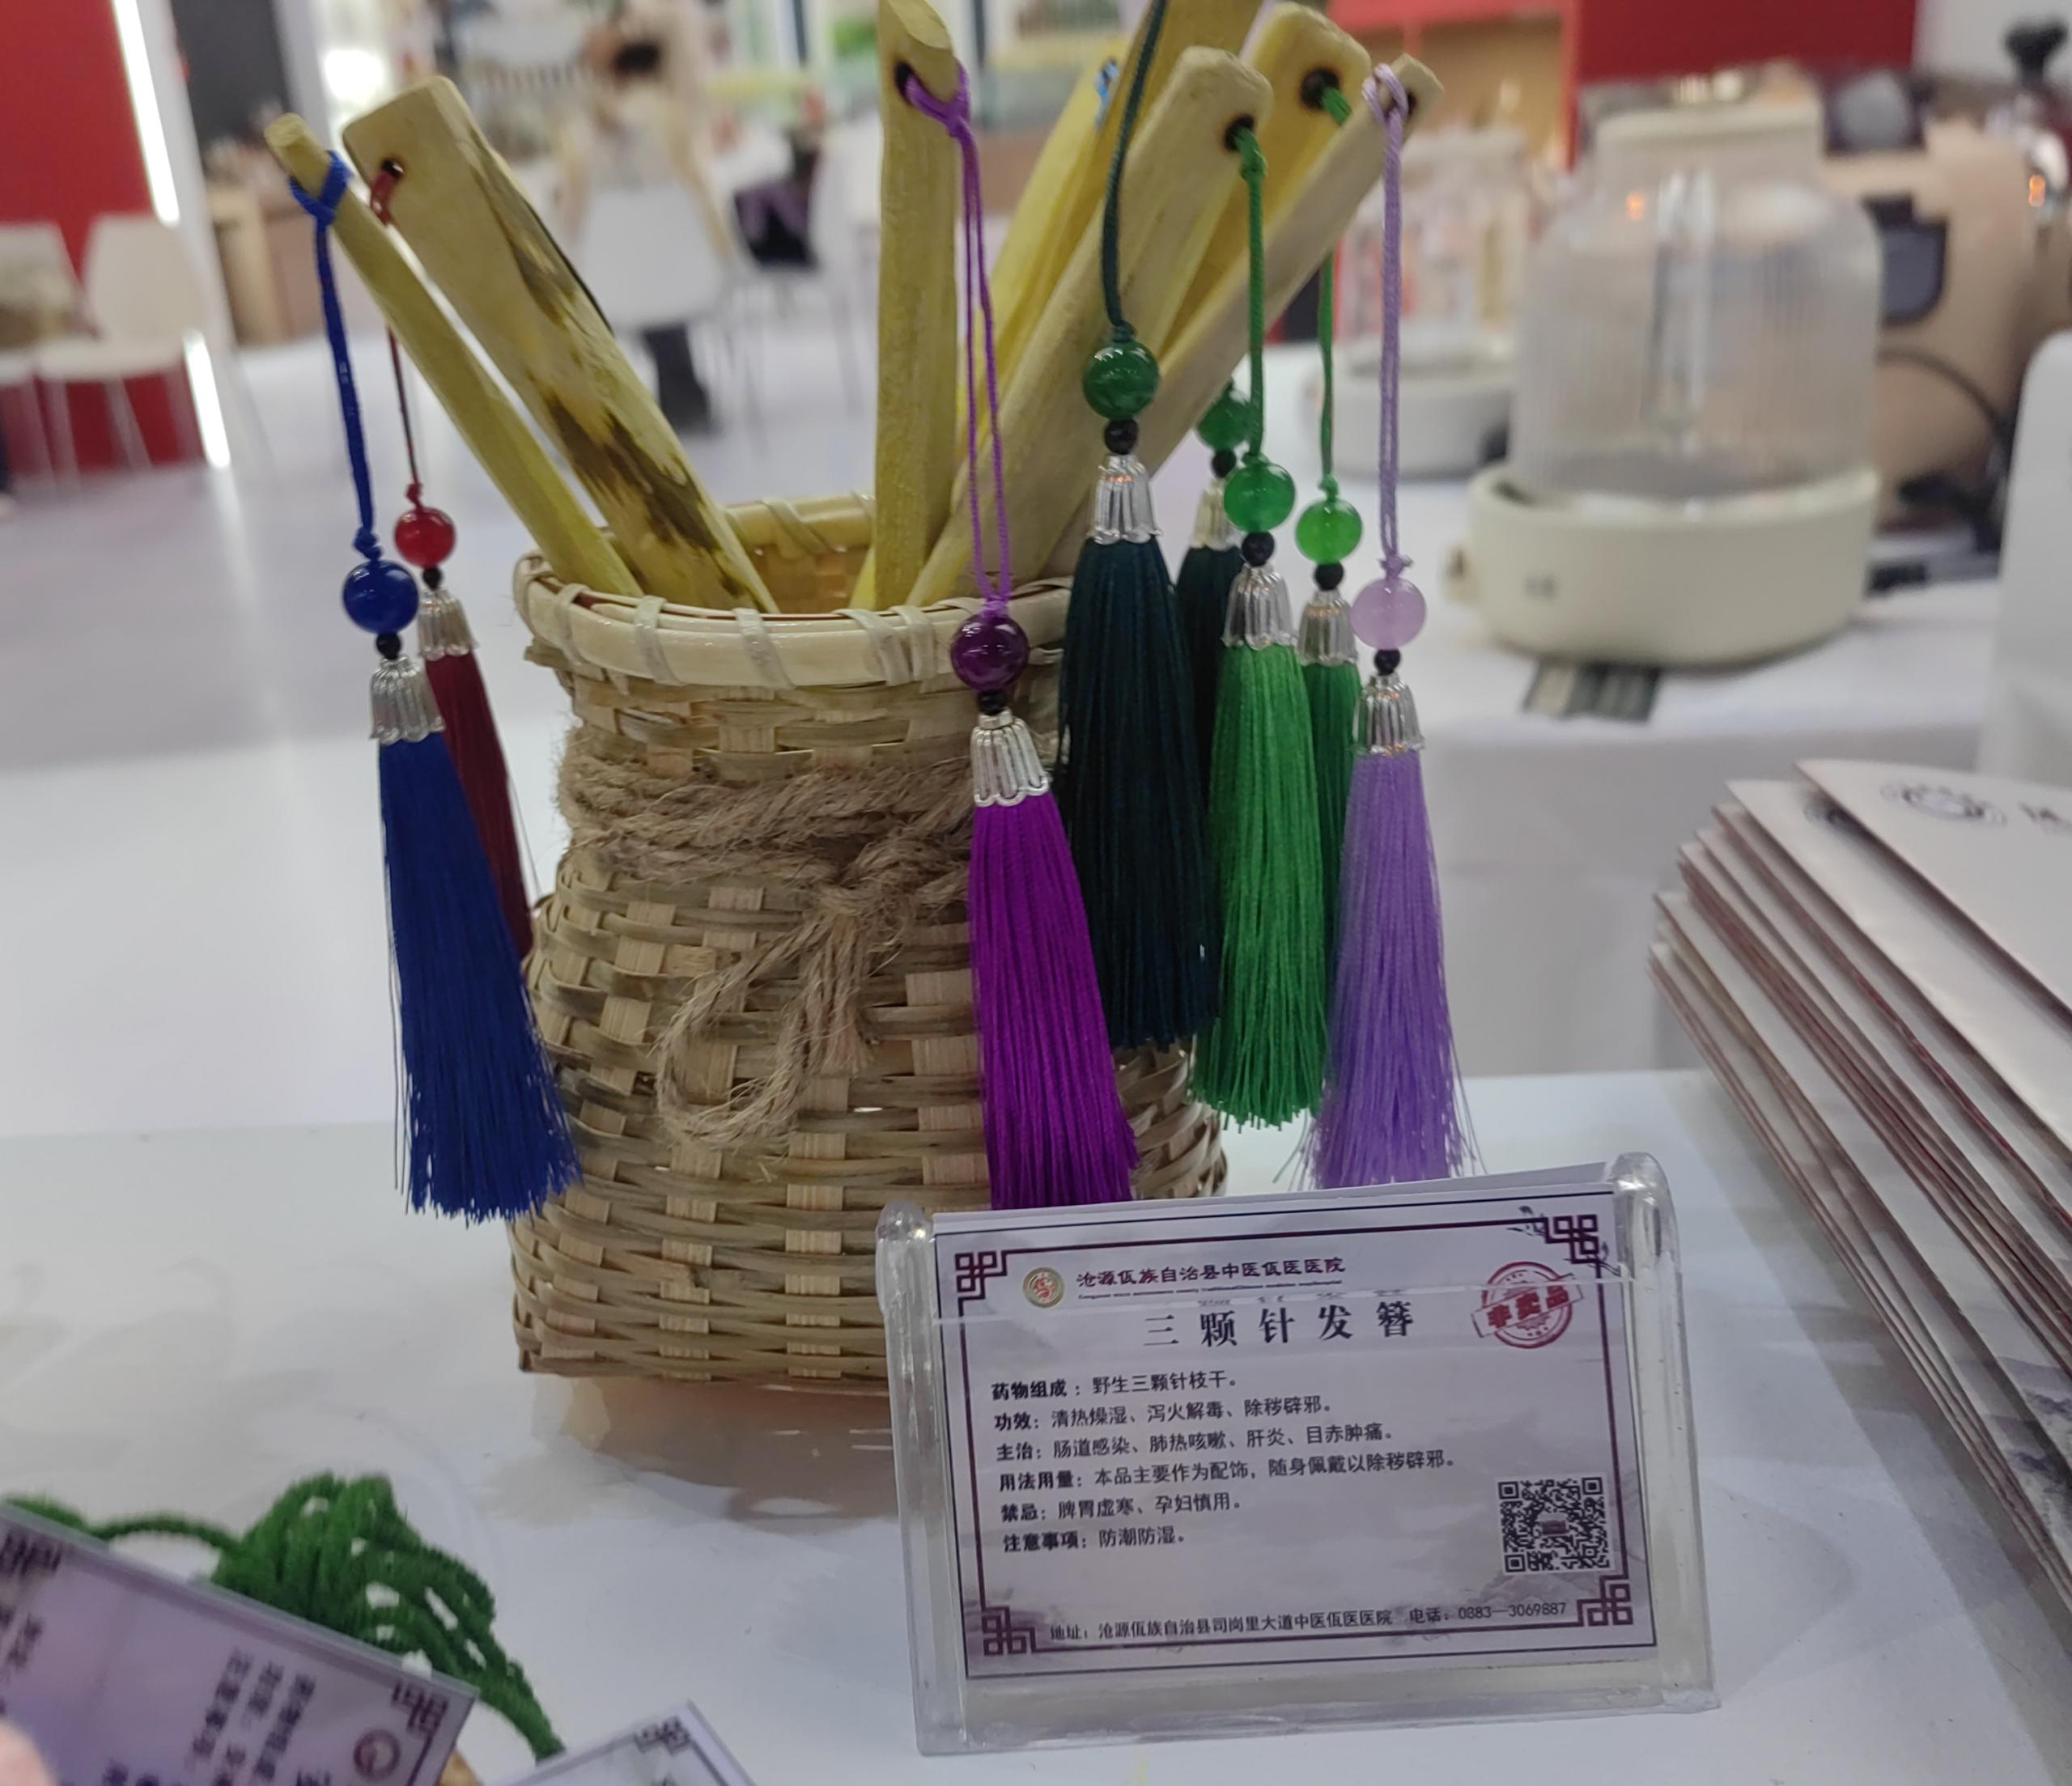 沧源佤族自治县中医佤医医院
三颗针发簪
非卖品
药物组成：野生三颗针枝干。
功效：清热燥湿、泻火解毒、除秽辟邪。
主治：肠道感染、肺热咳嗽、肝炎、目赤肿痛。
用法用量：本品主要作为配饰，随身佩戴以除秽辟邪。
禁忌：脾胃虚寒、孕妇慎用。
注意事项：防潮防湿。
地址：沧源佤族自治县司岗里大道中医佤医医院 电话：0883—3069887